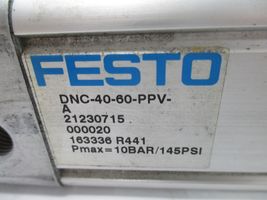 FESTO
DNC-40-60-PPV-
A
21230715
000020
163336 R441
Pmax=10BAR/145PSI